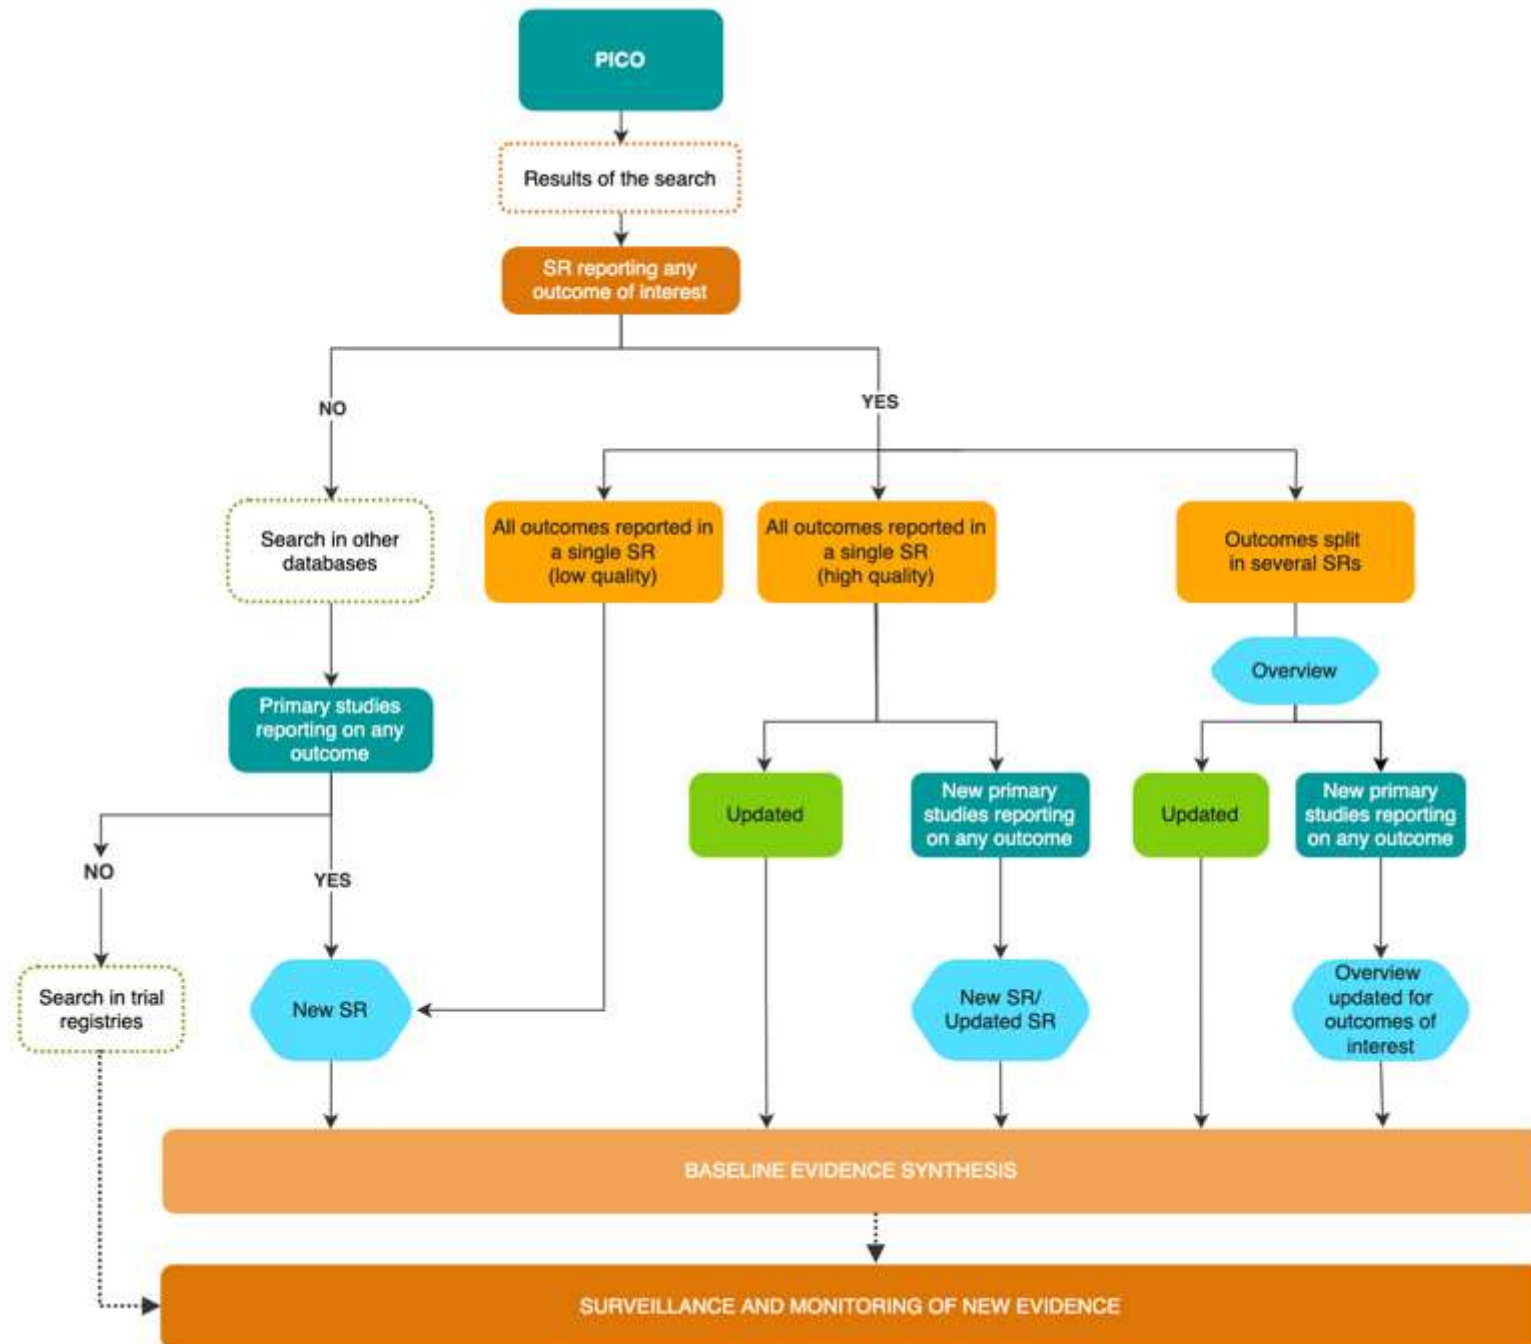 PICO
Results of the search
SR reporting any
outcome of interest
NO
YES
Search in other
databases
All outcomes reported in
a single SR
(low quality)
All outcomes reported in
a single SR
(high quality)
Outcomes split
in several SRs
Overview
Primary studies
reporting on any
outcome
Updated
New primary
studies reporting
on any outcome
Updated
New primary
studies reporting
on any outcome
NO
YES
Search in trial
registries
New SR
New SR/
Updated SR
Overview
updated for
outcomes of
interest
BASELINE EVIDENCE SYNTHESIS
SURVEILLANCE AND MONITORING OF NEW EVIDENCE